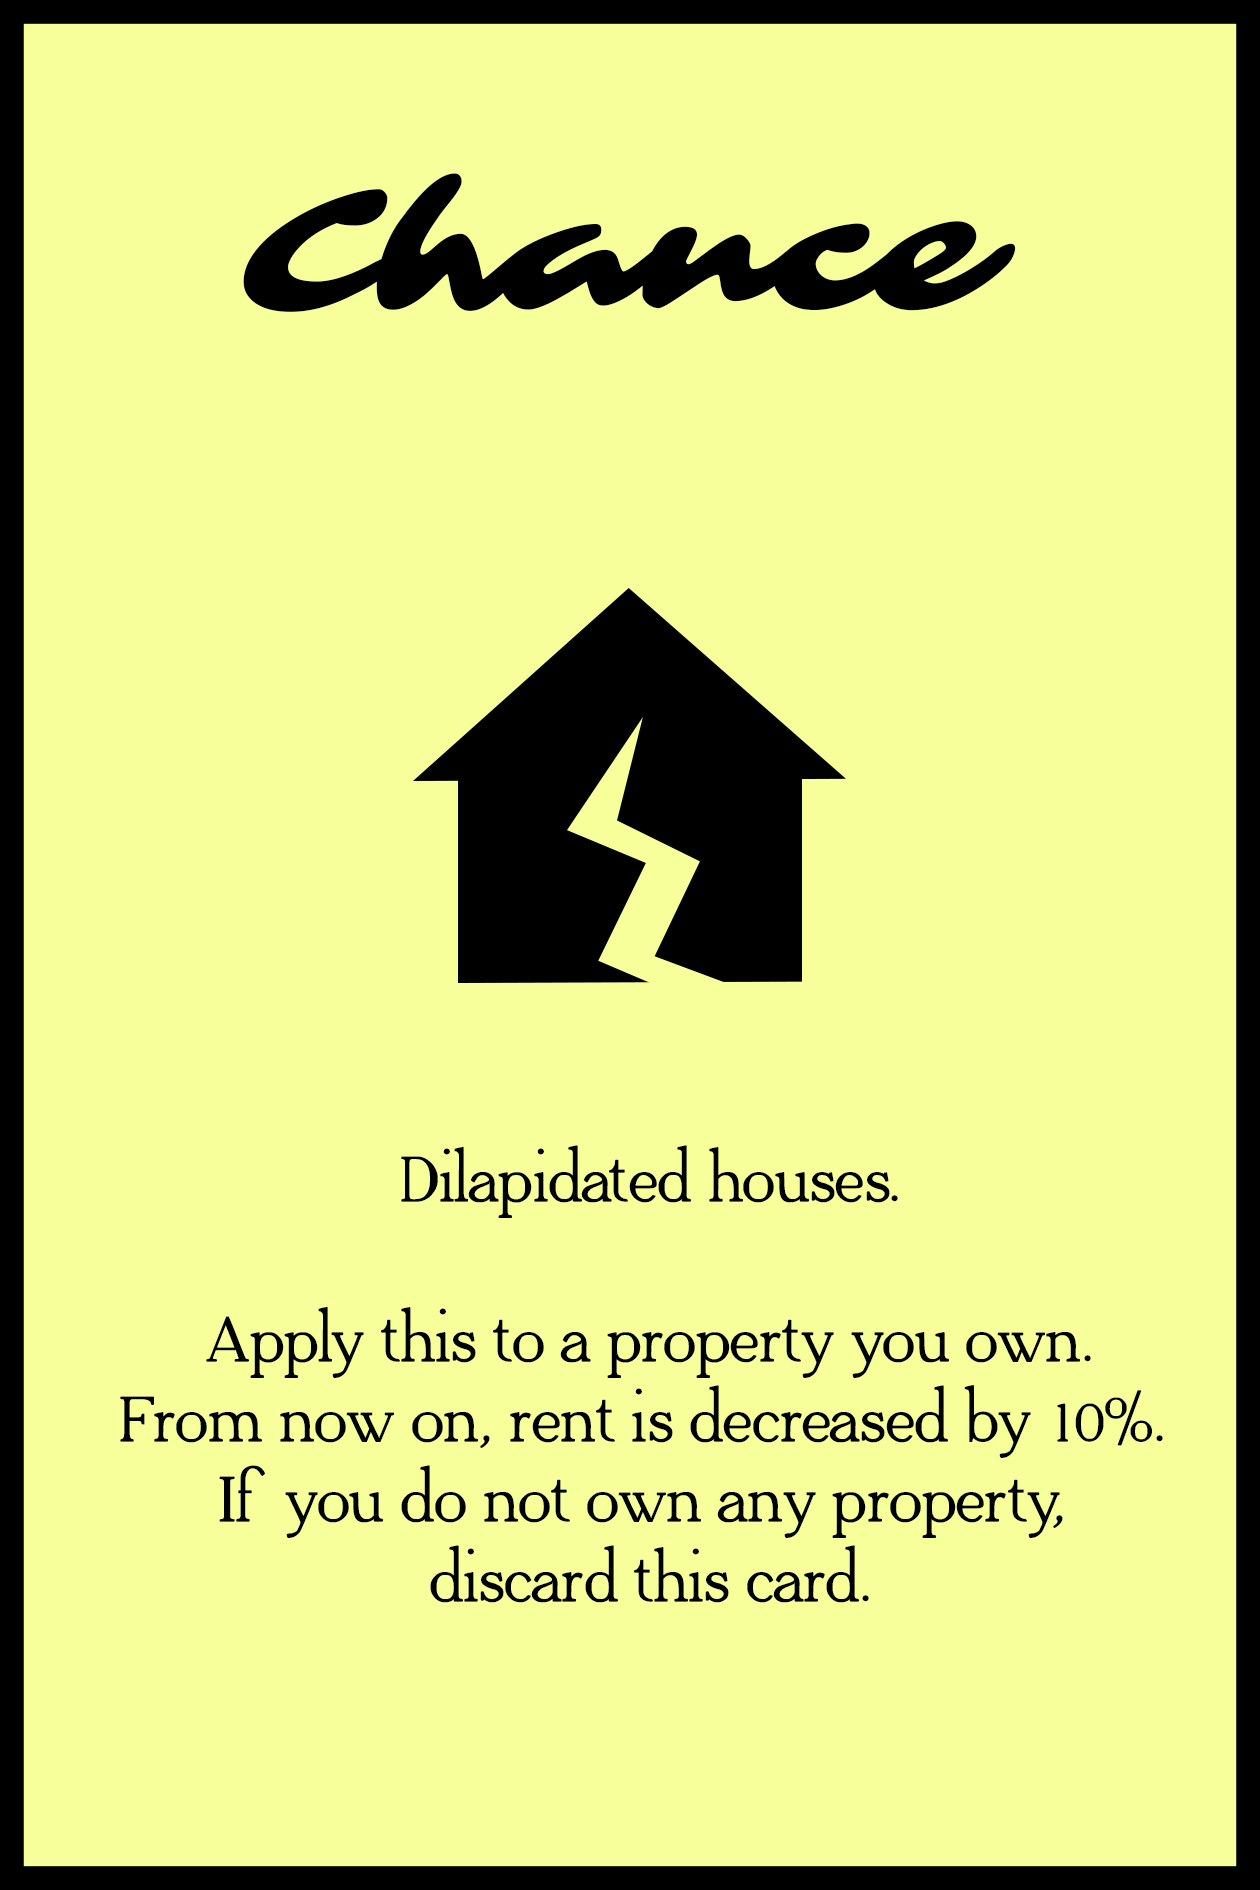 Chance
Dilapidated houses.
Apply this to a property you own.
From now on, rent is decreased by 10%.
If you do not own any property,
discard this card.